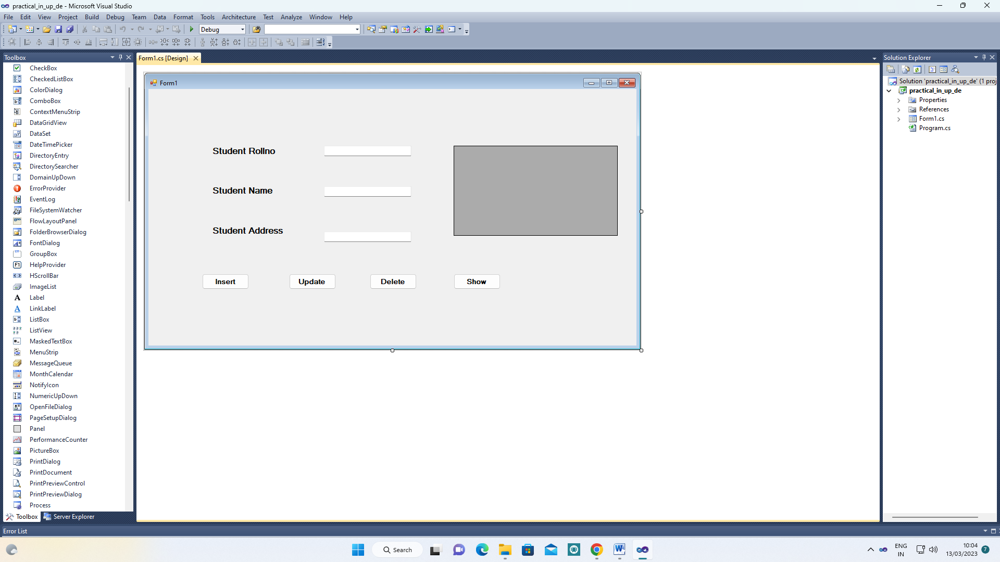 practical_in_up_de - Microsoft Visual Studio
File Edit View Project Build Debug Team Data Format Tools Architecture Test Analyze Window Help
Debug
Toolbox
CheckBox
CheckedListBox
ColorDialog
ComboBox
ContextMenuStrip
DataGridView
DataSet
DateTimePicker
DirectoryEntry
DirectorySearcher
DomainUpDown
ErrorProvider
EventLog
FileSystemWatcher
FlowLayoutPanel
FolderBrowserDialog
FontDialog
GroupBox
HelpProvider
HScrollBar
ImageList
Label
LinkLabel
ListBox
ListView
MaskedTextBox
MenuStrip
MessageQueue
MonthCalendar
NotifyIcon
NumericUpDown
OpenFileDialog
PageSetupDialog
Panel
PerformanceCounter
PictureBox
PrintDialog
PrintDocument
PrintPreviewControl
PrintPreviewDialog
Process
Toolbox Server Explorer
Form1.cs [Design]
Form1
Student Rollno
Student Name
Student Address
Insert Update Delete Show
Solution Explorer
Solution 'practical_in_up_de' (1 proj
practical_in_up_de
Properties
References
Form1.cs
Program.cs
Error List
Search
ENG
IN
10:04
13/03/2023
7